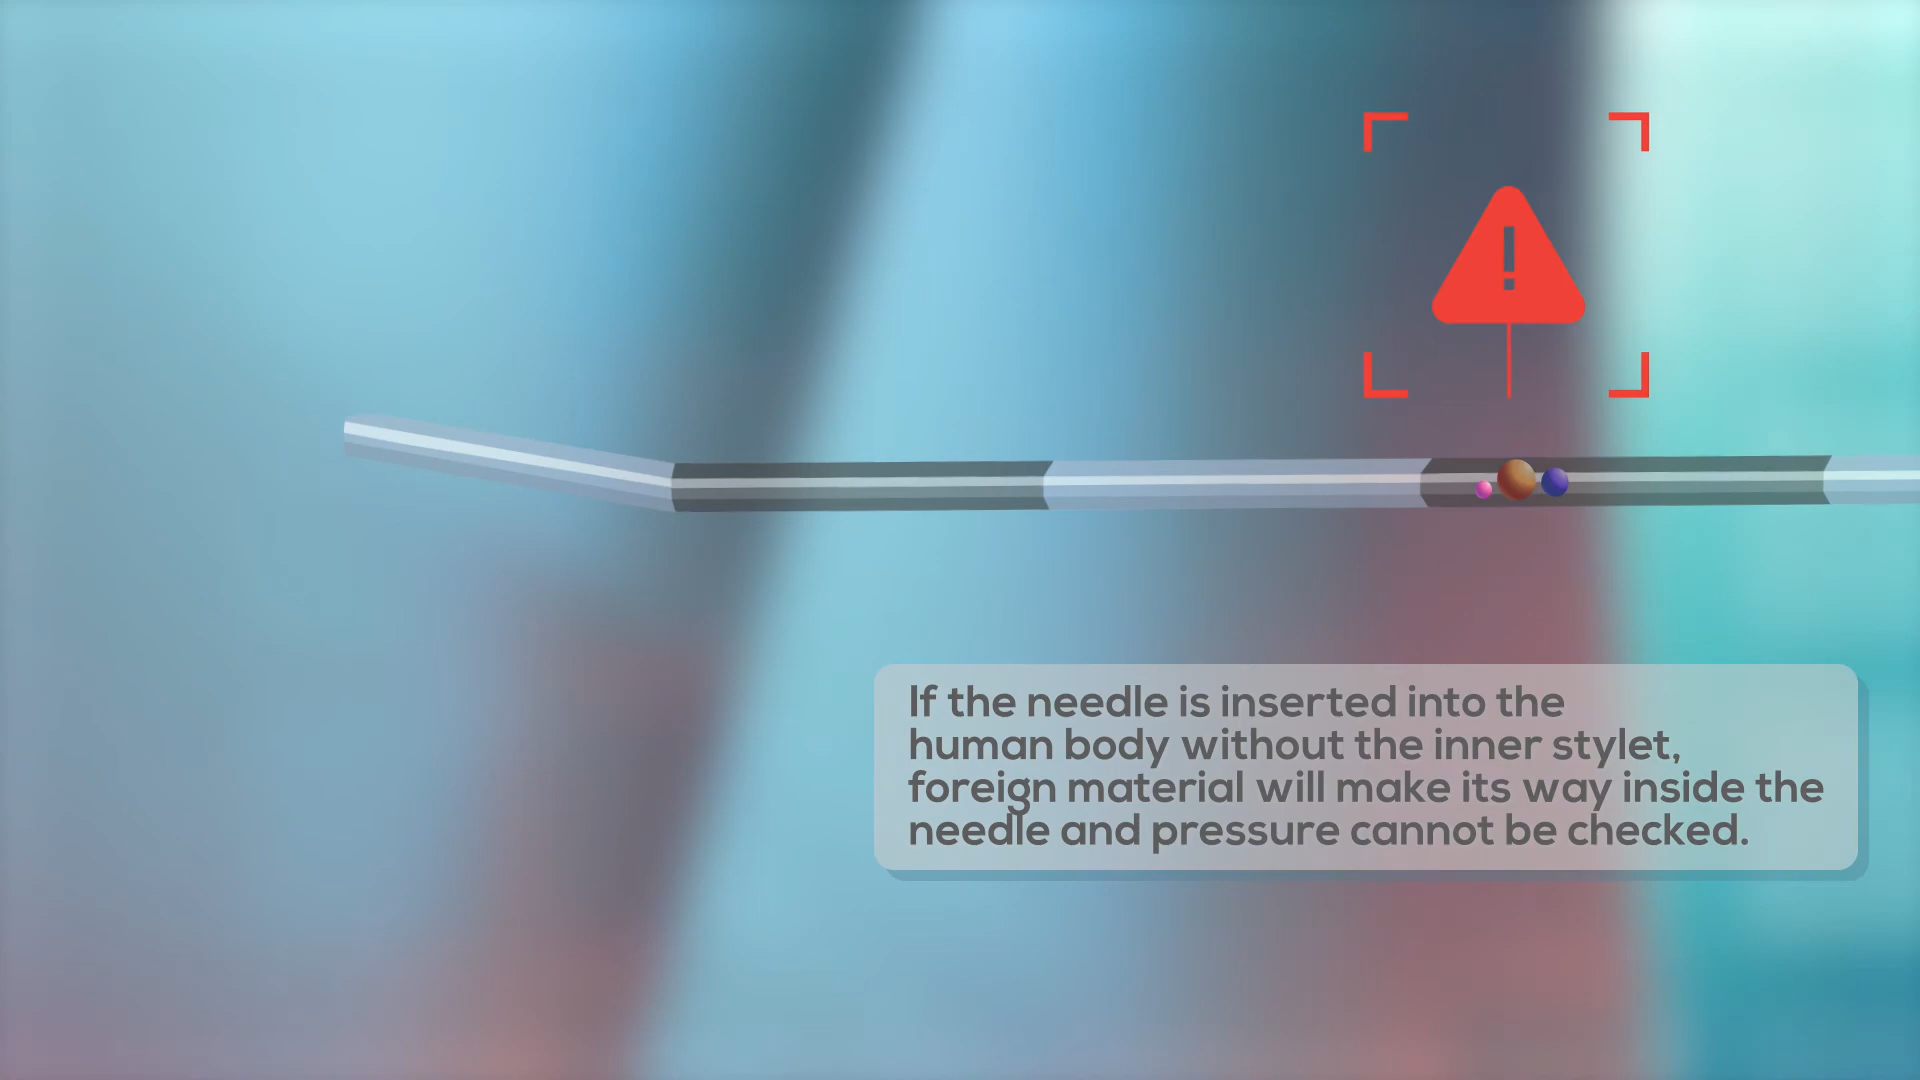 If the needle is inserted into the
human body without the inner stylet,
foreign material will make its way inside the
needle and pressure cannot be checked.